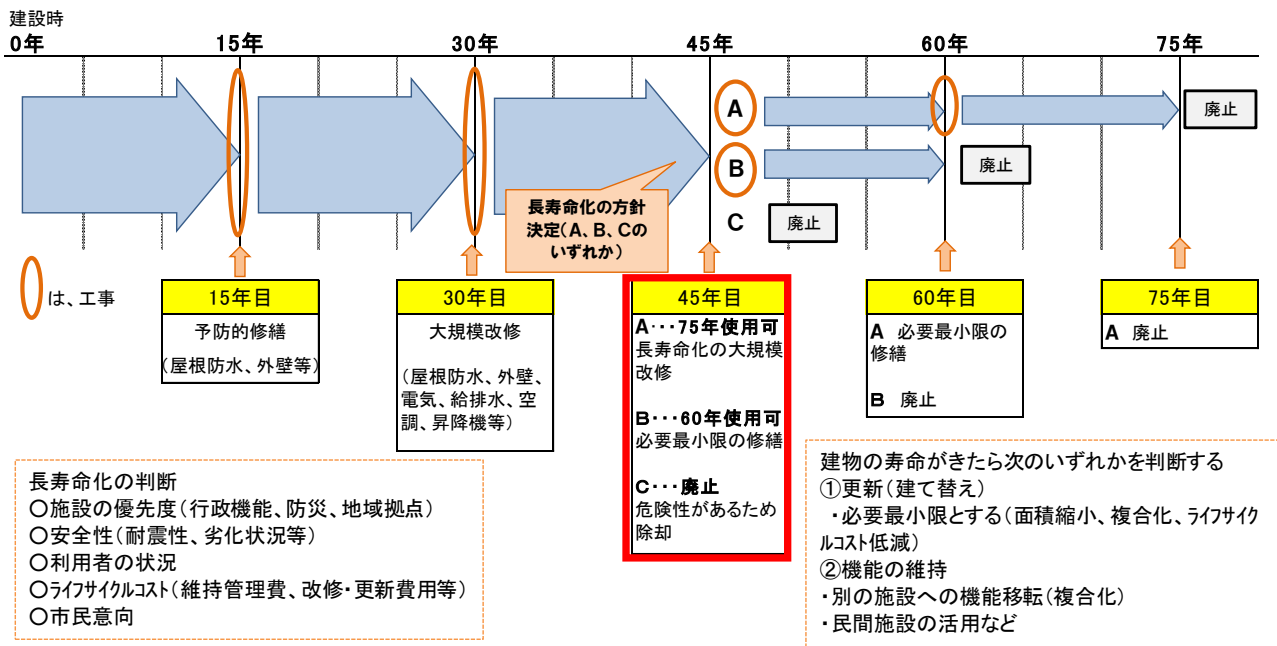 建設時
0年
15年
30年
45年
60年
75年
A
廃止
B
廃止
C
廃止
長寿命化の方針
決定(A、B、Cの
いずれか)
は、工事
15年目
予防的修繕
(屋根防水、外壁等)
30年目
大規模改修
(屋根防水、外壁、
電気、給排水、空
調、昇降機等)
45年目
A･･･75年使用可
長寿命化の大規模
改修
B･･･60年使用可
必要最小限の修繕
C･･･廃止
危険性があるため
除却
60年目
A 必要最小限の
修繕
B 廃止
75年目
A 廃止
長寿命化の判断
○施設の優先度(行政機能、防災、地域拠点)
○安全性(耐震性、劣化状況等)
○利用者の状況
○ライフサイクルコスト(維持管理費、改修・更新費用等)
○市民意向
建物の寿命がきたら次のいずれかを判断する
①更新(建て替え)
・必要最小限とする(面積縮小、複合化、ライフサイク
ルコスト低減)
②機能の維持
・別の施設への機能移転(複合化)
・民間施設の活用など